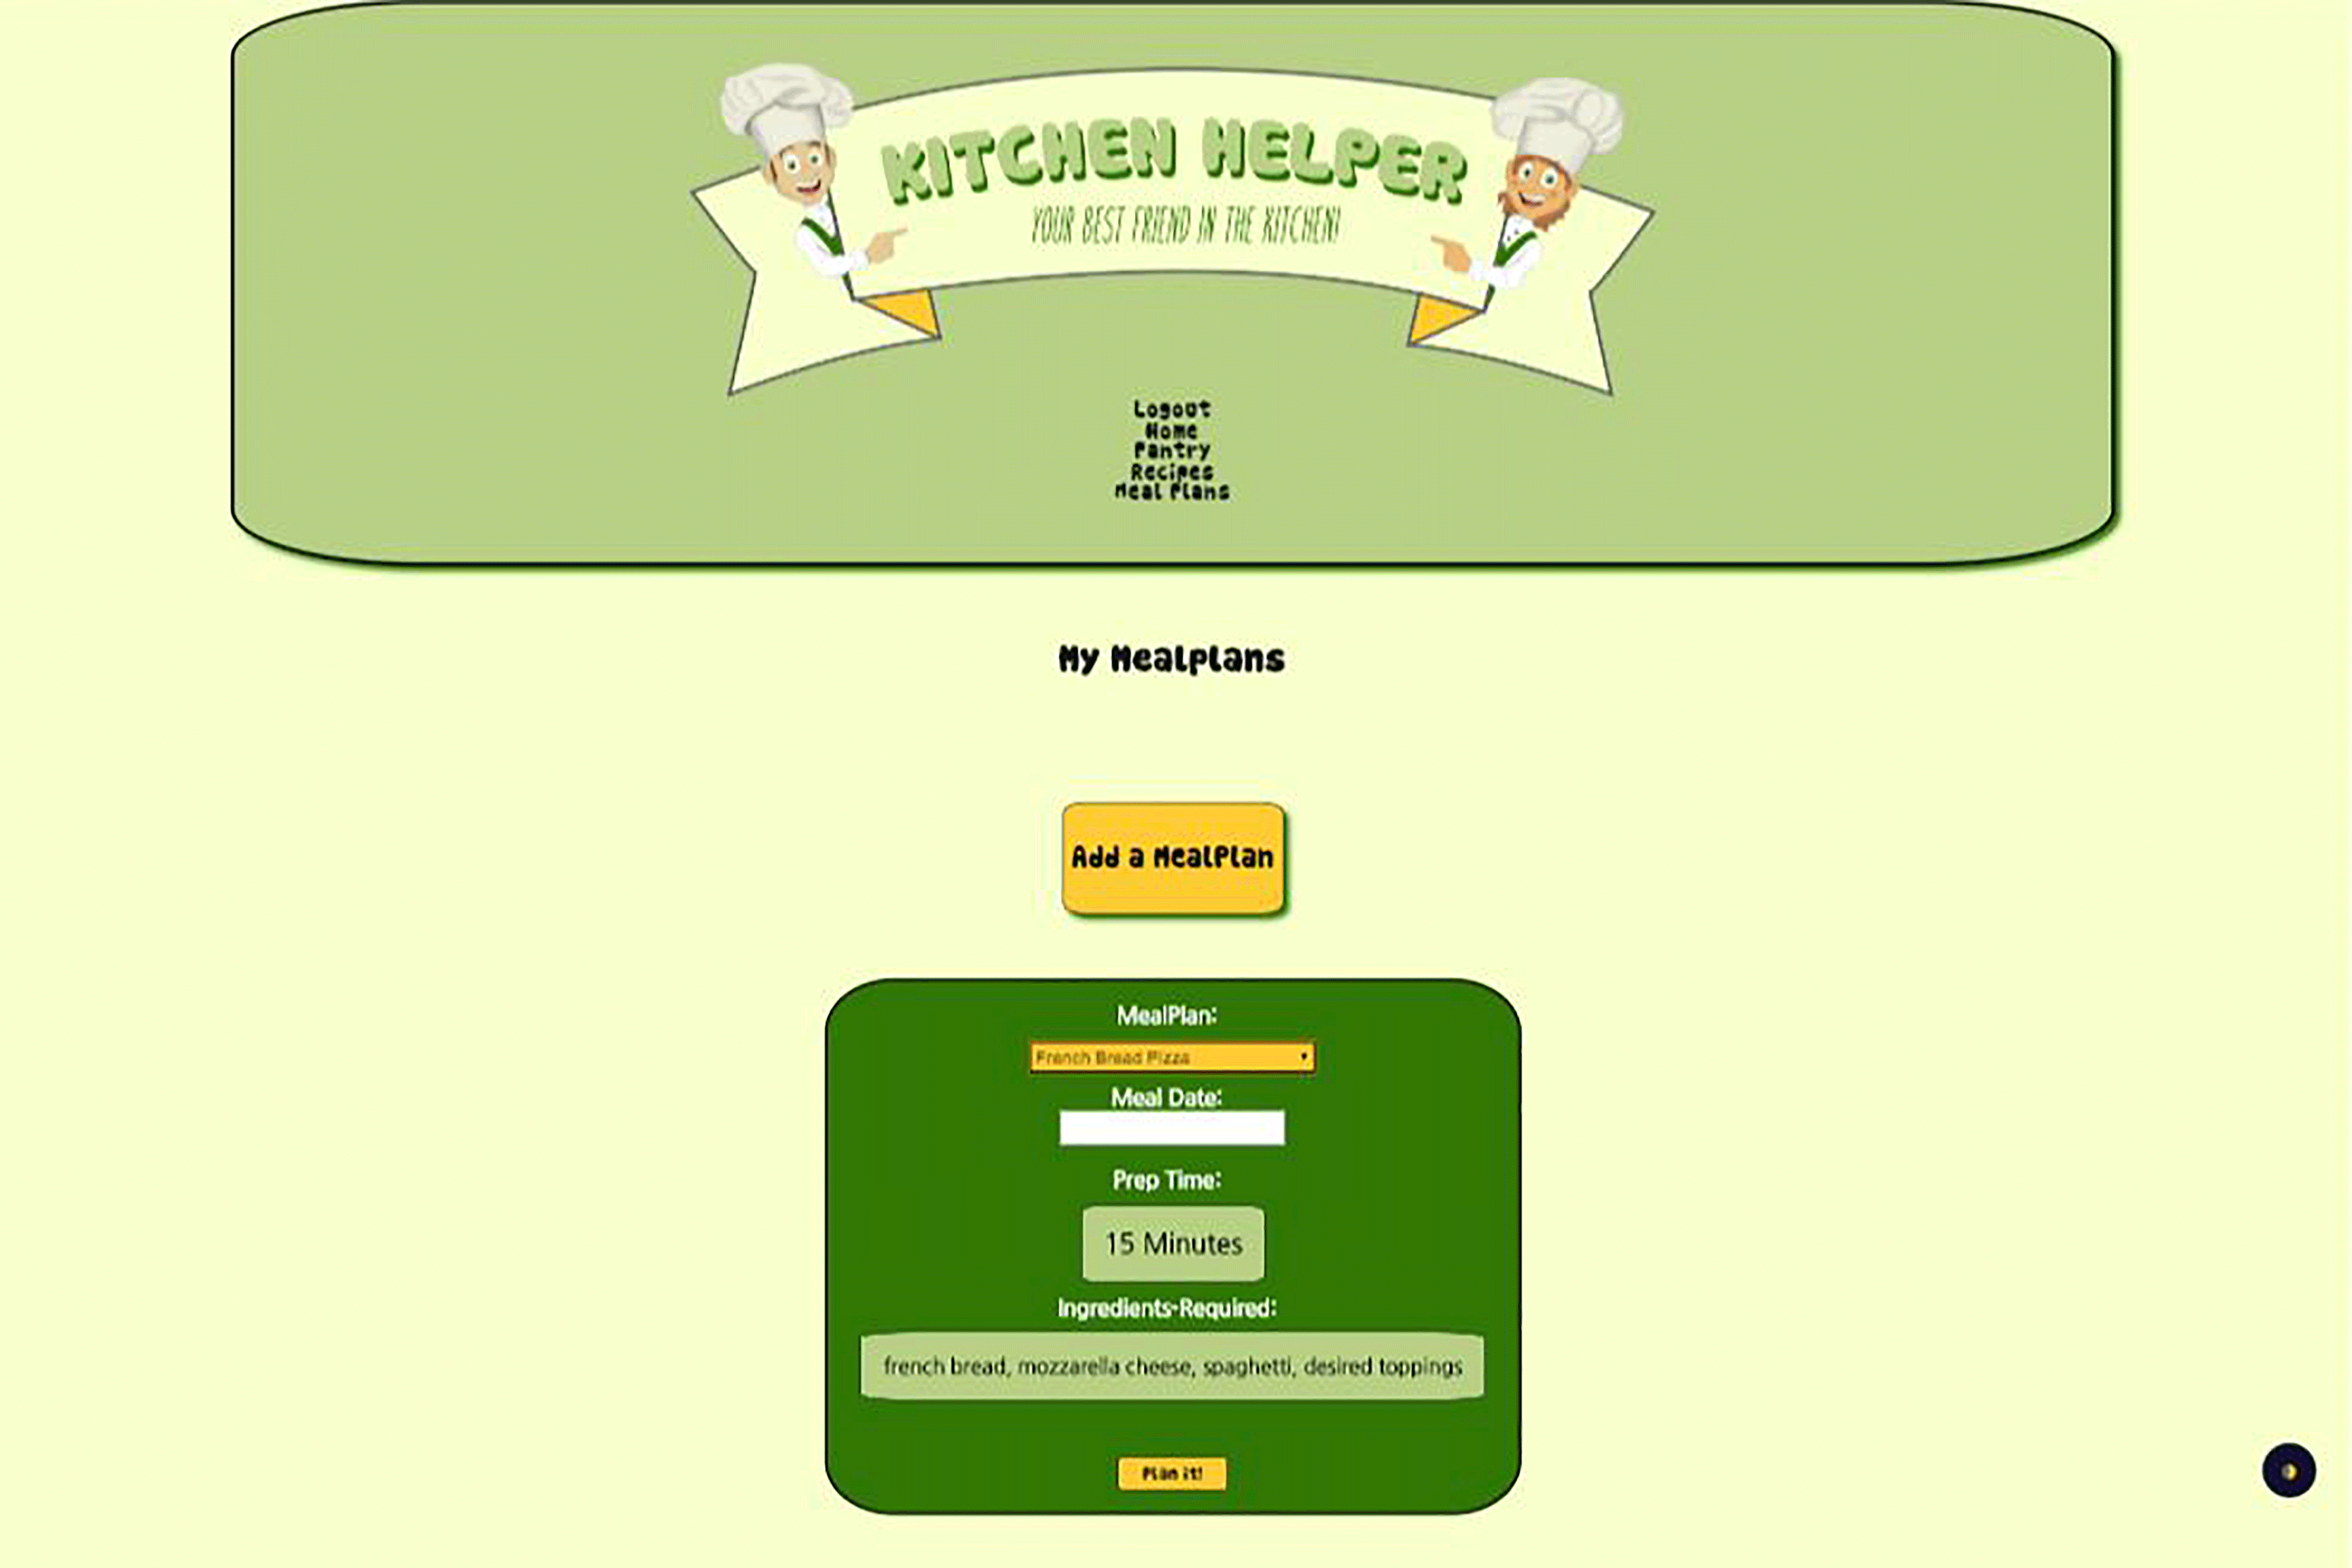 KITCHEN HELPER
YOUR BEST FRIEND IN THE KITCHEN!
Logout
Home
Pantry
Recipes
Meal Plans
My Mealplans
Add a MealPlan
MealPlan:
French Bread Pizza
Meal Date:
Prep Time:
15 Minutes
Ingredients-Required:
french bread, mozzarella cheese, spaghetti, desired toppings
Plan it!